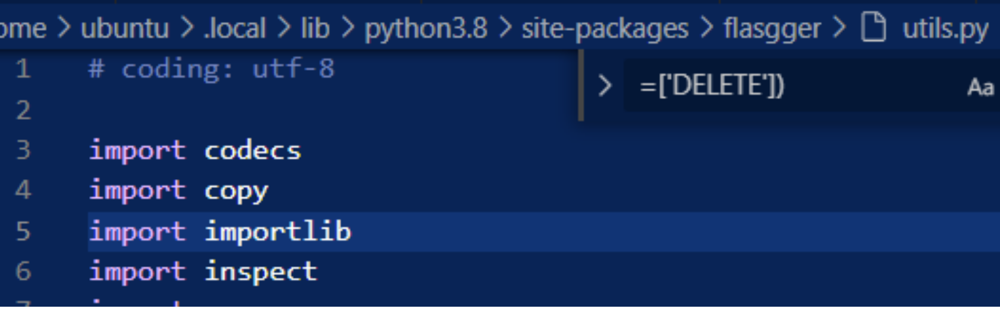 ome > ubuntu > .local > lib > python3.8 > site-packages > flasgger > utils.py
=['DELETE'])
Aa
1 # coding: utf-8
2
3 import codecs
4 import copy
5 import importlib
6 import inspect